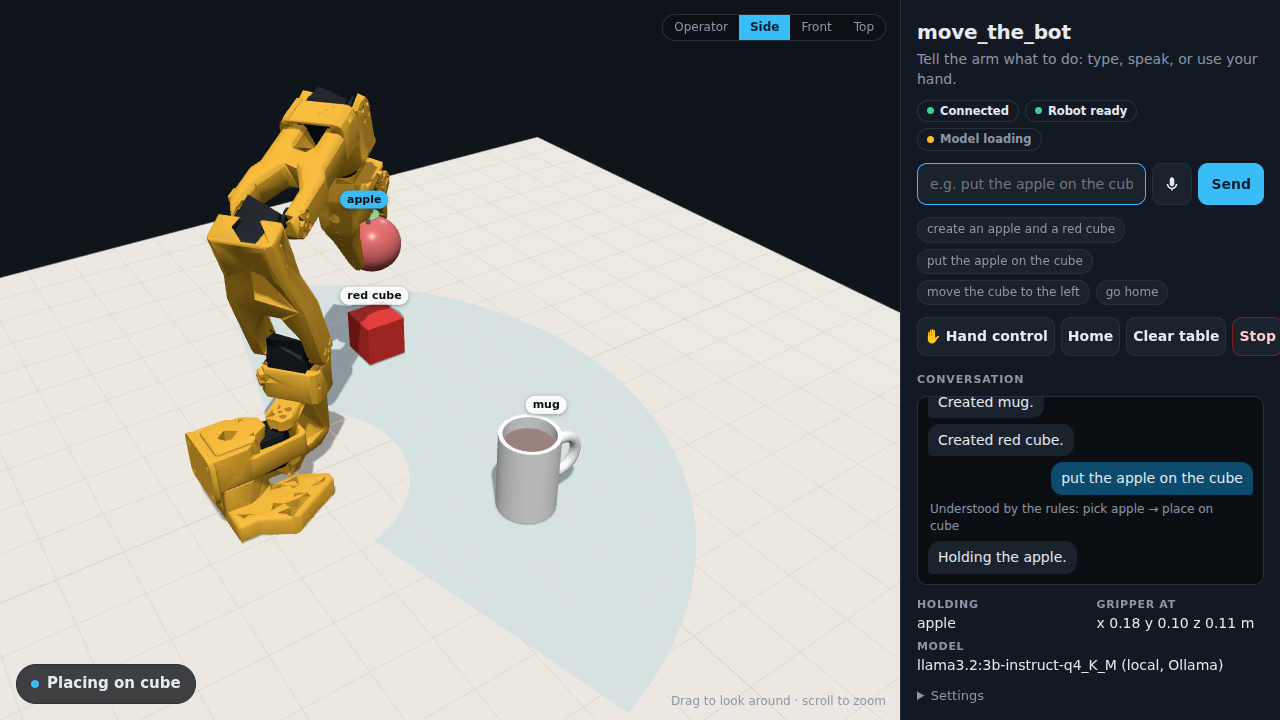 Operator Side Front Top
apple
red cube
mug
Placing on cube
Drag to look around · scroll to zoom
move_the_bot
Tell the arm what to do: type, speak, or use your
hand.
Connected Robot ready
Model loading
e.g. put the apple on the cub Send
create an apple and a red cube
put the apple on the cube
move the cube to the left go home
✋ Hand control Home Clear table Stop
CONVERSATION
Created mug.
Created red cube.
put the apple on the cube
Understood by the rules: pick apple → place on
cube
Holding the apple.
HOLDING GRIPPER AT
apple x 0.18 y 0.10 z 0.11 m
MODEL
llama3.2:3b-instruct-q4_K_M (local, Ollama)
▶ Settings